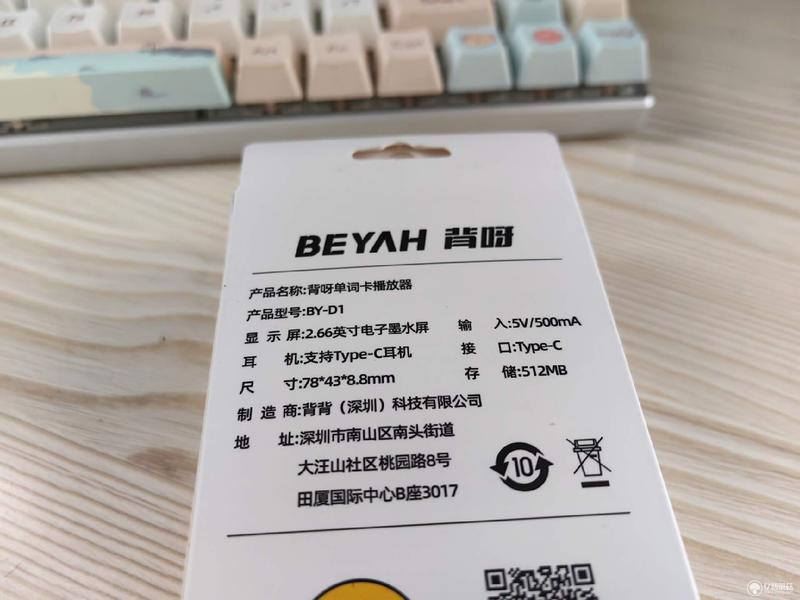 BEYAH 背呀
产品名称:背呀单词卡播放器
产品型号:BY-D1
显示屏:2.66英寸电子墨水屏 输入:5V/500mA
耳机:支持Type-C耳机 接口:Type-C
尺寸:78*43*8.8mm 存储:512MB
制造商:背背（深圳）科技有限公司
地址:深圳市南山区南头街道
大汪山社区桃园路8号
田厦国际中心B座3017
10